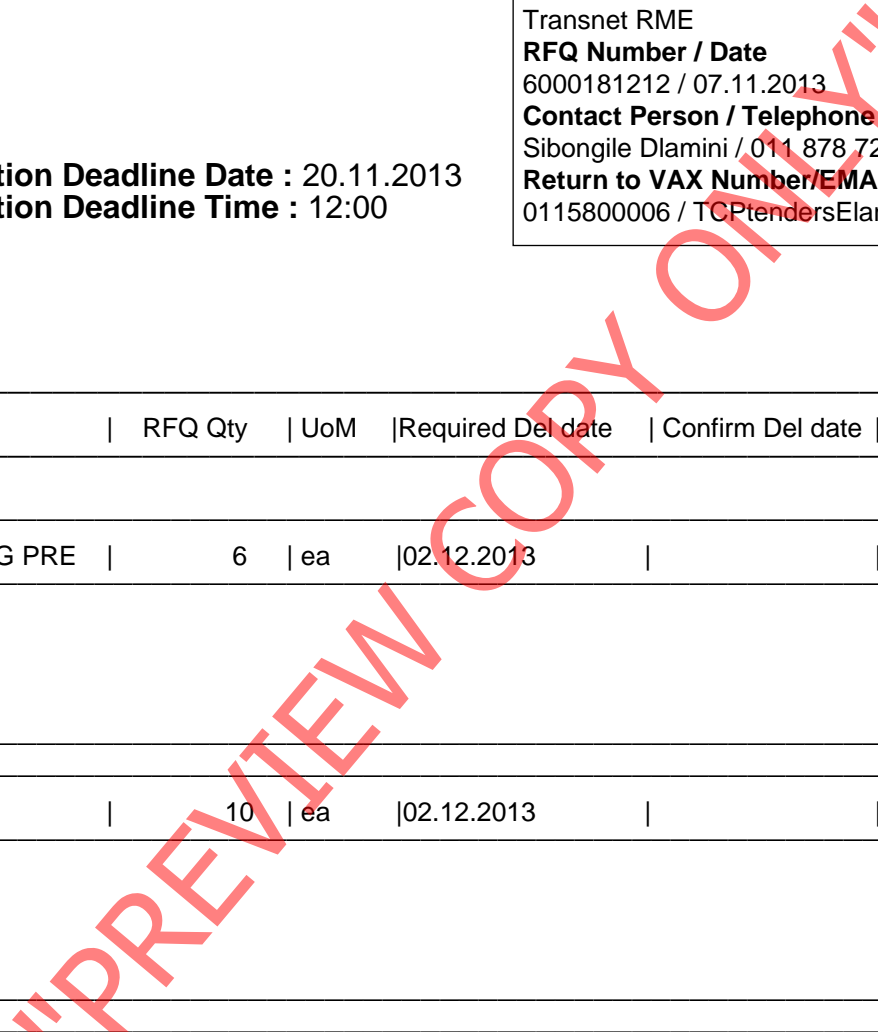 Transnet RME
RFQ Number / Date
6000181212 / 07.11.2013
Contact Person / Telephone
Sibongile Dlamini / 011 878 72
tion Deadline Date : 20.11.2013
Return to VAX Number/EMA
tion Deadline Time : 12:00
0115800006 / TCPtendersElan
| RFQ Qty | UoM |Required Del date | Confirm Del date |
G PRE | 6 | ea |02.12.2013 | |
| 10 | ea |02.12.2013 | |
"PREVIEW COPY ONLY"